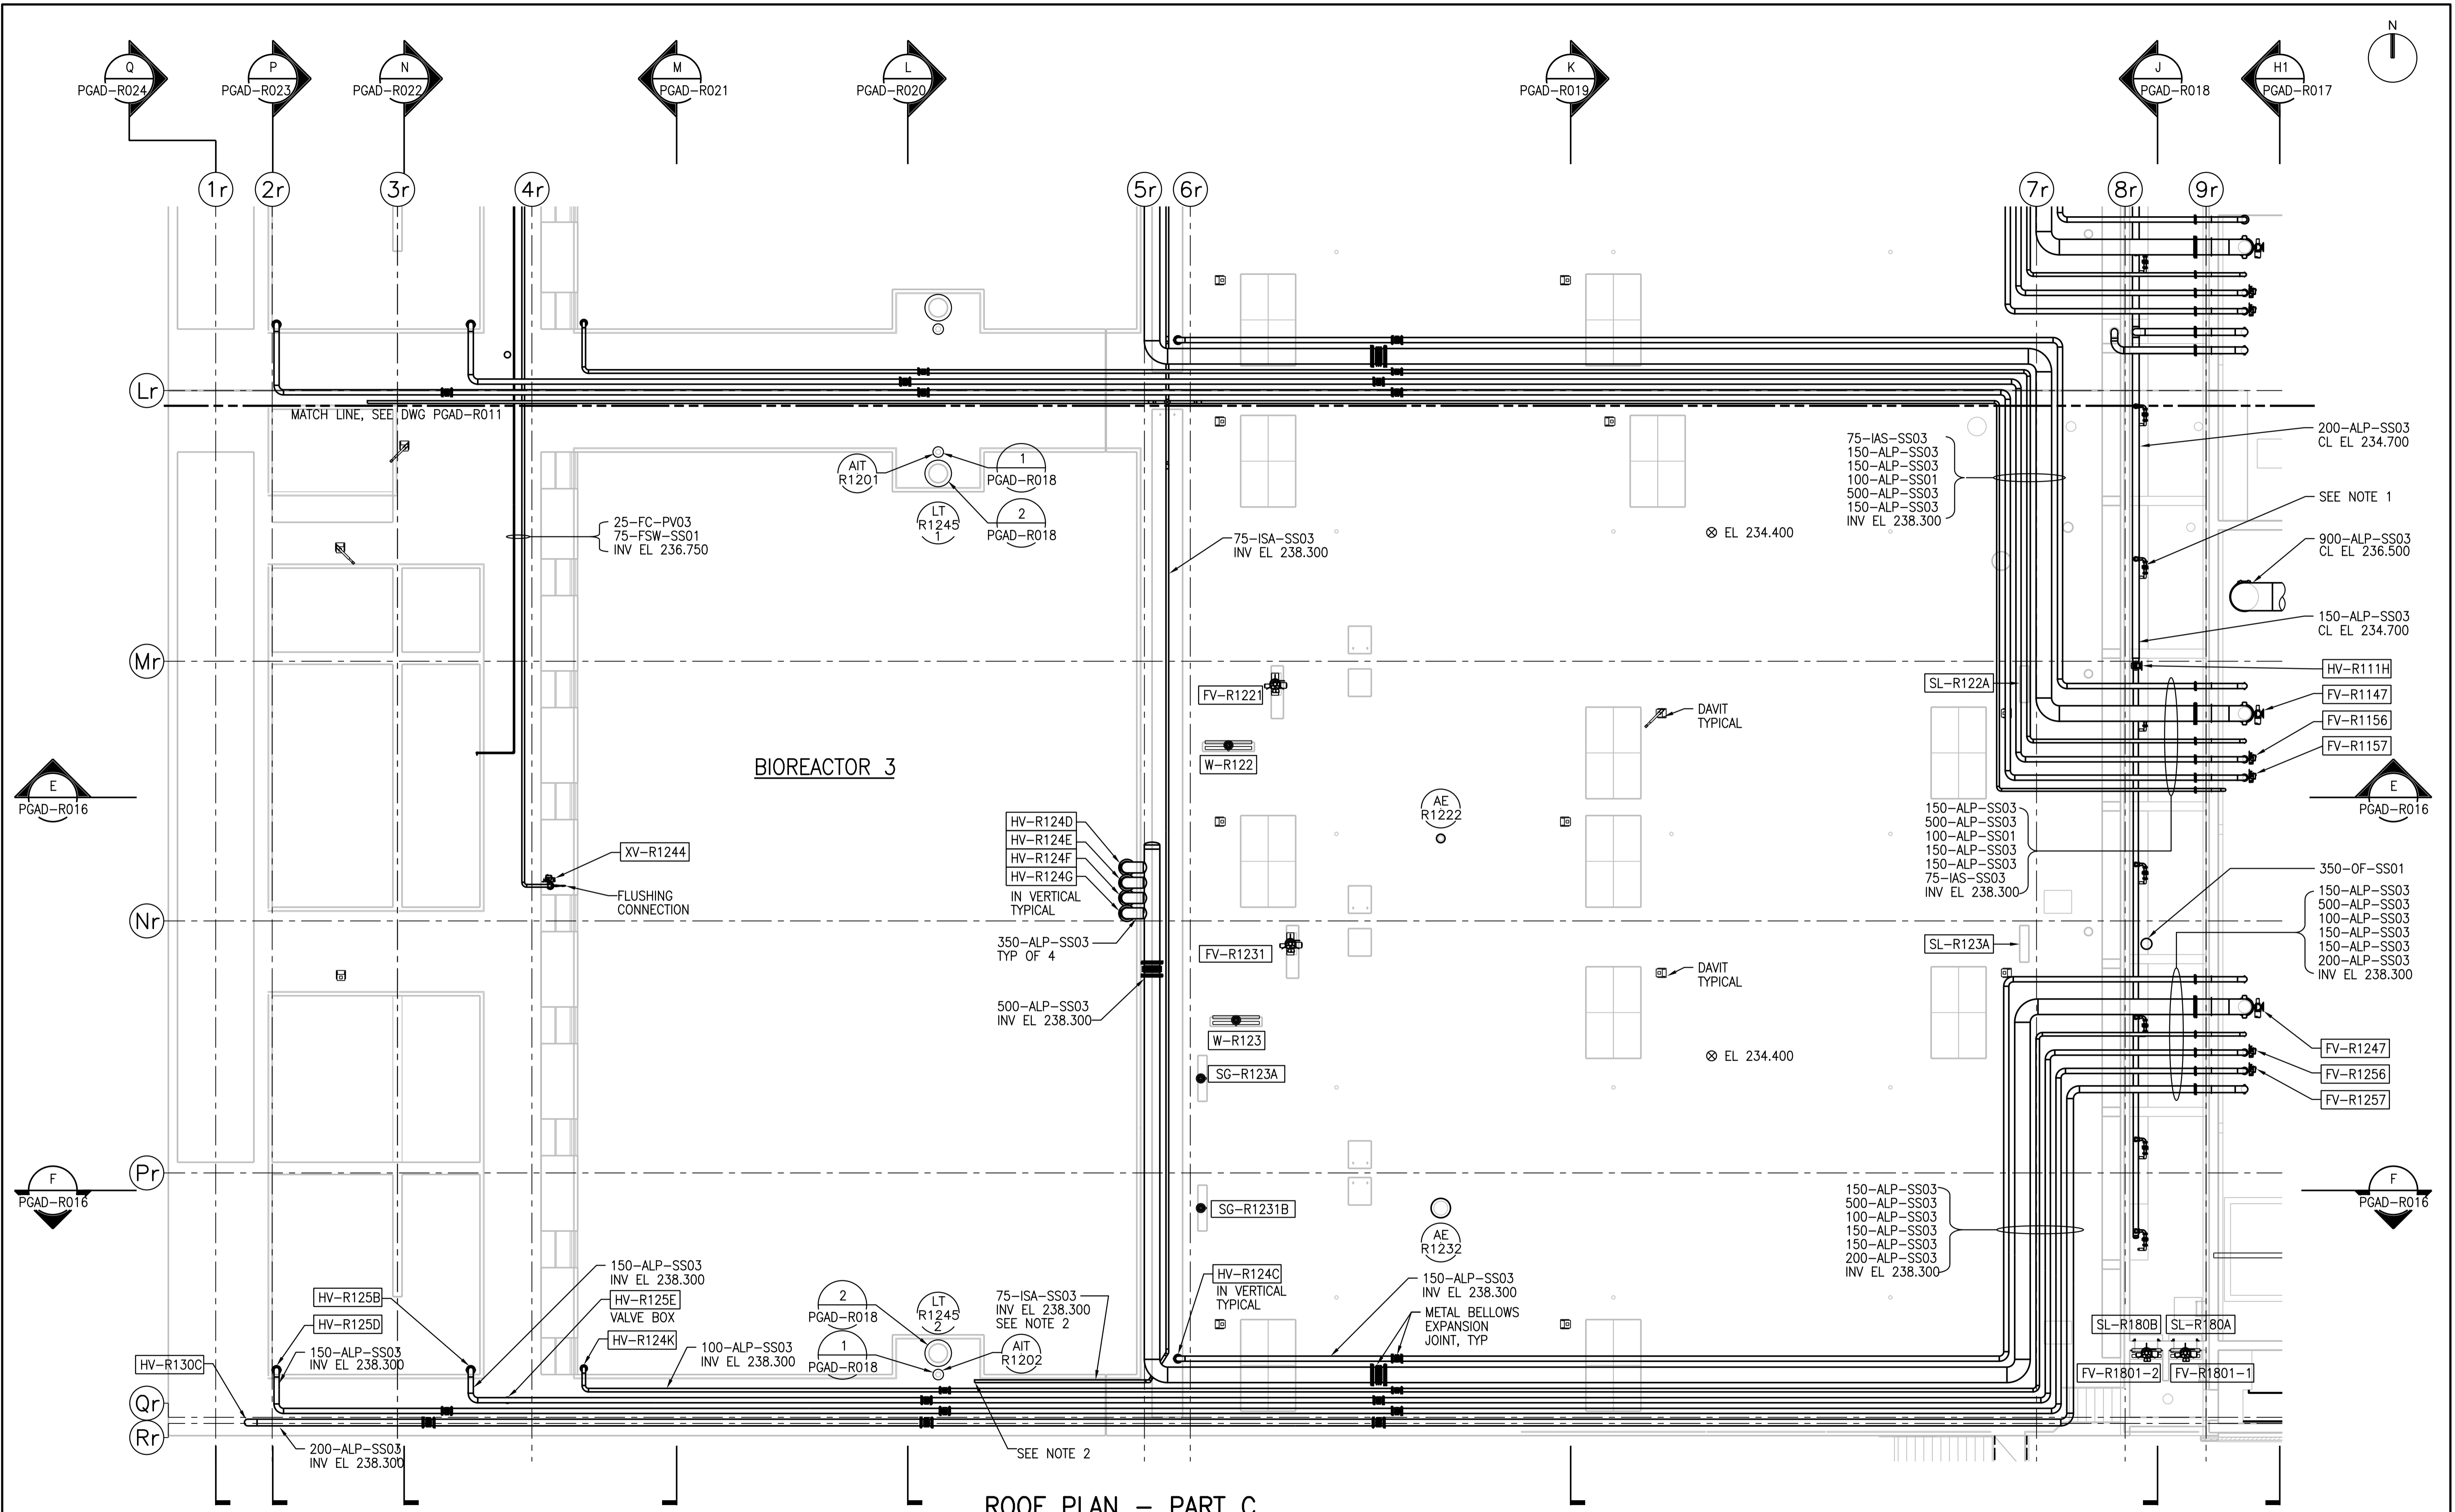 N
Q
PGAD-R024
P
PGAD-R023
N
PGAD-R022
M
PGAD-R021
L
PGAD-R020
K
PGAD-R019
J
PGAD-R018
H1
PGAD-R017
1r
2r
3r
4r
5r
6r
7r
8r
9r
Lr
MATCH LINE, SEE DWG PGAD-R011
AIT
R1201
1
PGAD-R018
LT
R1245
1
2
PGAD-R018
25-FC-PV03
75-FSW-SS01
INV EL 236.750
75-ISA-SS03
INV EL 238.300
EL 234.400
75-IAS-SS03
150-ALP-SS03
150-ALP-SS03
100-ALP-SS01
500-ALP-SS03
150-ALP-SS03
INV EL 238.300
200-ALP-SS03
CL EL 234.700
SEE NOTE 1
900-ALP-SS03
CL EL 236.500
150-ALP-SS03
CL EL 234.700
Mr
HV-R111H
FV-R1147
FV-R1156
FV-R1157
FV-R1221
W-R122
SL-R122A
DAVIT
TYPICAL
BIOREACTOR 3
E
PGAD-R016
E
PGAD-R016
AE
R1222
150-ALP-SS03
500-ALP-SS03
100-ALP-SS01
150-ALP-SS03
150-ALP-SS03
75-IAS-SS03
INV EL 238.300
HV-R124D
HV-R124E
HV-R124F
HV-R124G
IN VERTICAL
TYPICAL
XV-R1244
FLUSHING
CONNECTION
350-OF-SS01
150-ALP-SS03
500-ALP-SS03
100-ALP-SS03
150-ALP-SS03
150-ALP-SS03
200-ALP-SS03
INV EL 238.300
Nr
350-ALP-SS03
TYP OF 4
FV-R1231
SL-R123A
DAVIT
TYPICAL
500-ALP-SS03
INV EL 238.300
W-R123
SG-R123A
EL 234.400
FV-R1247
FV-R1256
FV-R1257
Pr
F
PGAD-R016
F
PGAD-R016
SG-R1231B
AE
R1232
150-ALP-SS03
500-ALP-SS03
100-ALP-SS03
150-ALP-SS03
150-ALP-SS03
200-ALP-SS03
INV EL 238.300
150-ALP-SS03
INV EL 238.300
HV-R125E
VALVE BOX
HV-R125B
HV-R125D
150-ALP-SS03
INV EL 238.300
HV-R130C
HV-R124K
100-ALP-SS03
INV EL 238.300
2
PGAD-R018
1
PGAD-R018
LT
R1245
2
AIT
R1202
75-ISA-SS03
INV EL 238.300
SEE NOTE 2
HV-R124C
IN VERTICAL
TYPICAL
150-ALP-SS03
INV EL 238.300
METAL BELLOWS
EXPANSION
JOINT, TYP
SL-R180B
SL-R180A
FV-R1801-2
FV-R1801-1
Qr
Rr
200-ALP-SS03
INV EL 238.300
SEE NOTE 2
ROOF PLAN - PART C